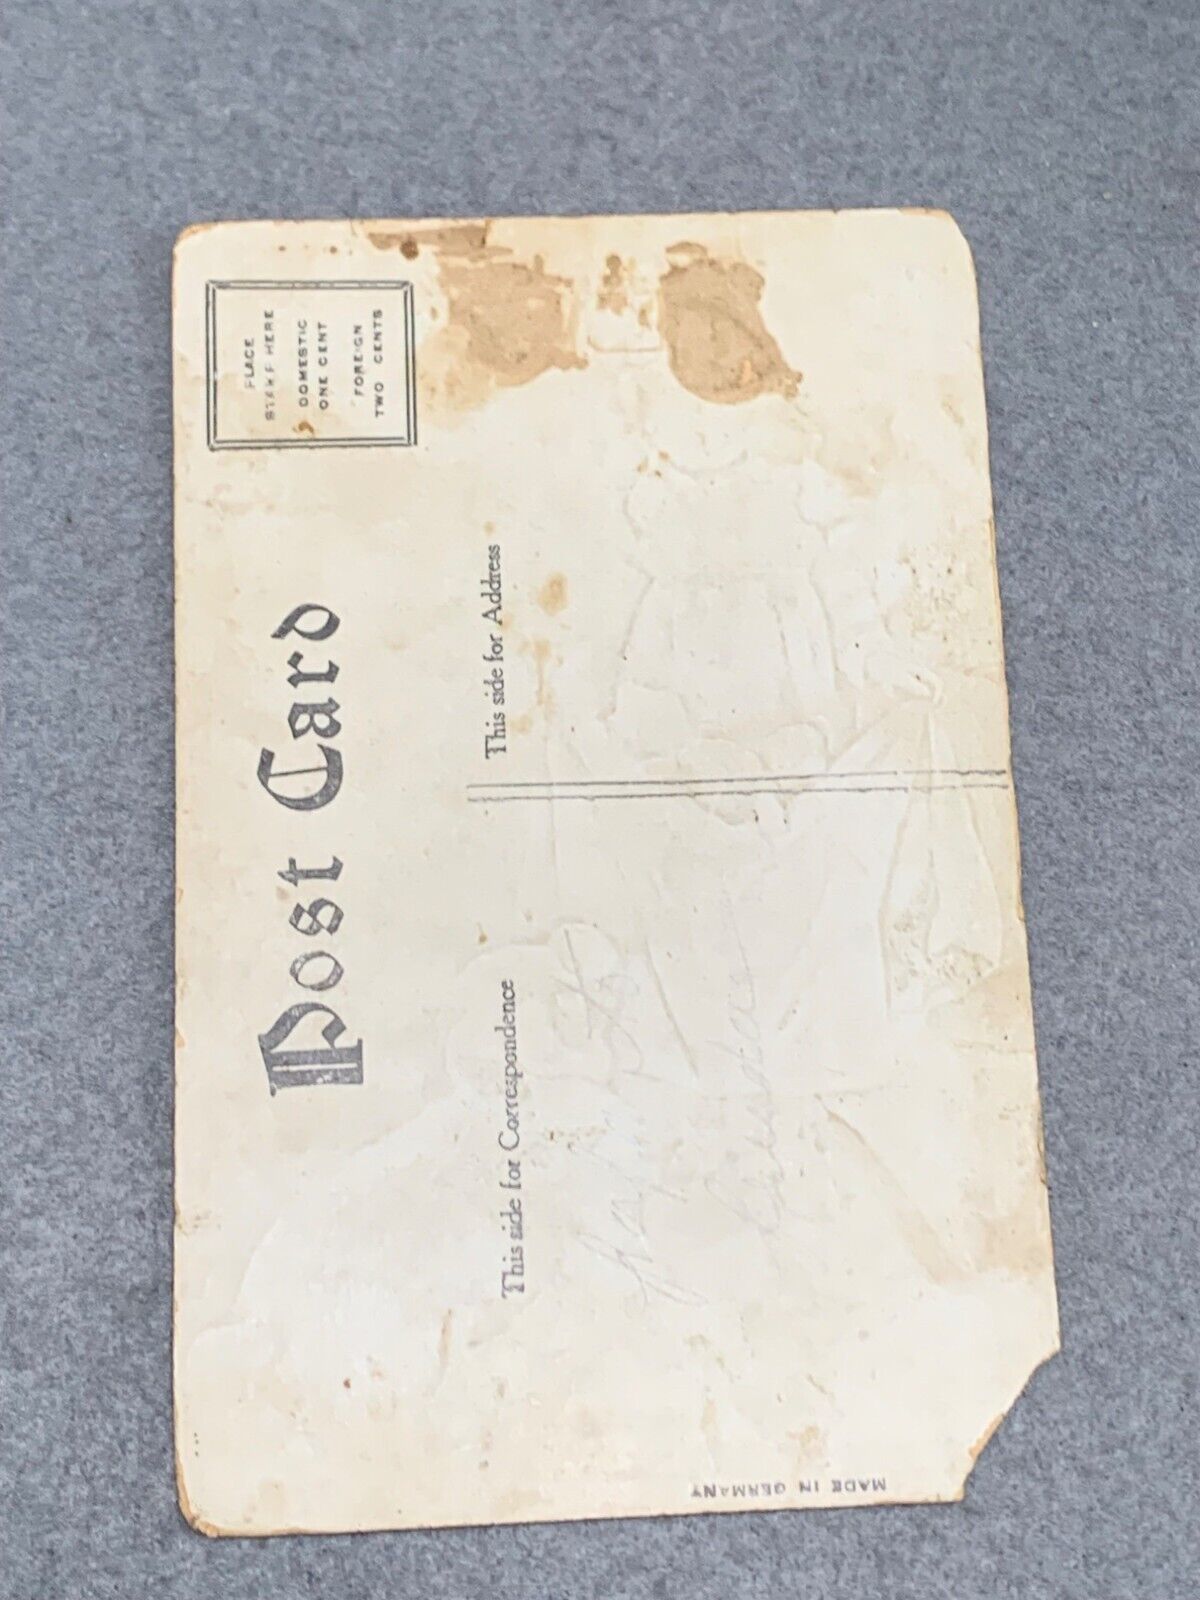 Post Card
PLACE
STAMP HERE
DOMESTIC
ONE CENT
FOREIGN
TWO CENTS
This side for Correspondence
This side for Address
MADE IN GERMANY